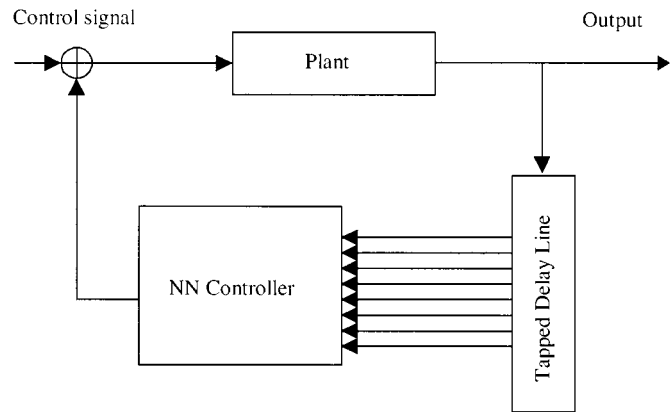 Control signal
Output
Plant
NN Controller
Tapped Delay Line